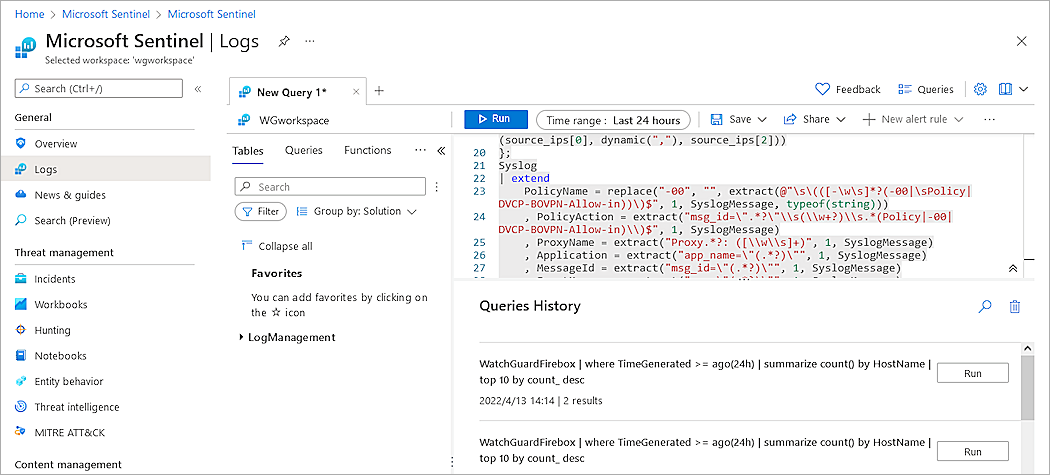 Home > Microsoft Sentinel > Microsoft Sentinel
Microsoft Sentinel | Logs
Selected workspace: 'wgworkspace'
Search (Ctrl+/)
General
Overview
Logs
News & guides
Search (Preview)
Threat management
Incidents
Workbooks
Hunting
Notebooks
Entity behavior
Threat intelligence
MITRE ATT&CK
Content management
New Query 1*
Feedback
Queries
WGworkspace
Run
Time range : Last 24 hours
Save
Share
New alert rule
Tables
Queries
Functions
Search
Filter
Group by: Solution
Collapse all
Favorites
You can add favorites by clicking on
the ☆ icon
LogManagement
(source_ips[0], dynamic(","), source_ips[2]))
20 };
21 Syslog
22 | extend
23 PolicyName = replace("-00", "", extract(@"\s\(([-\w\s]*?(-00|\sPolicy|
DVCP-BOVPN-Allow-in))\)$", 1, SyslogMessage, typeof(string)))
24 , PolicyAction = extract("msg_id=\".*?\"\\s(\\w+?)\\s.*(Policy|-00|
DVCP-BOVPN-Allow-in)\\)$", 1, SyslogMessage)
25 , ProxyName = extract("Proxy.*?: ([\\w\\s]+)", 1, SyslogMessage)
26 , Application = extract("app_name=\"(.*?)\"", 1, SyslogMessage)
27 , MessageId = extract("msg_id=\"(.*?)\"", 1, SyslogMessage)
Queries History
WatchGuardFirebox | where TimeGenerated >= ago(24h) | summarize count() by HostName |
top 10 by count_ desc
Run
2022/4/13 14:14 | 2 results
WatchGuardFirebox | where TimeGenerated >= ago(24h) | summarize count() by HostName |
top 10 by count_ desc
Run